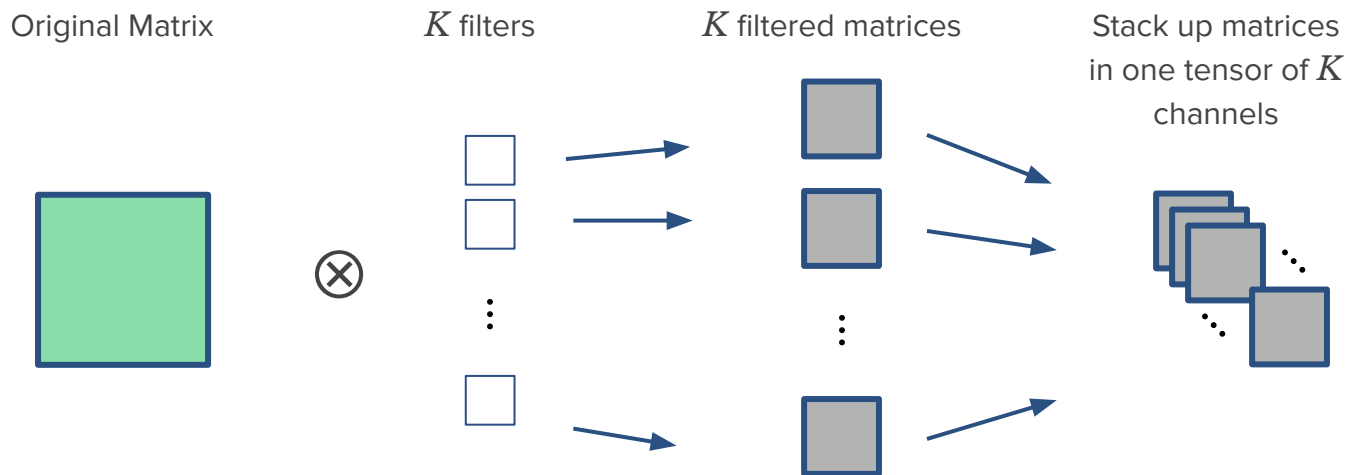 Original Matrix
K filters
K filtered matrices
Stack up matrices
in one tensor of K
channels